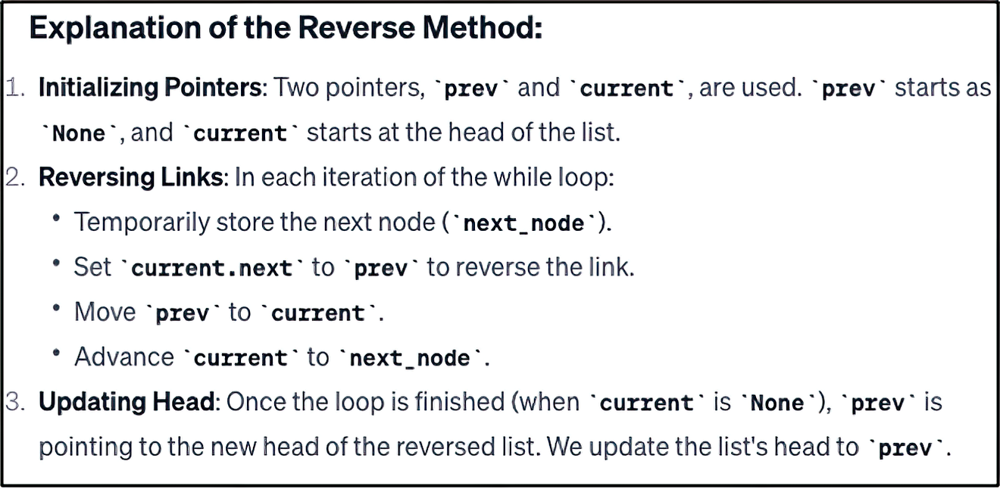 Explanation of the Reverse Method:
1. Initializing Pointers: Two pointers, `prev` and `current`, are used. `prev` starts as
`None`, and `current` starts at the head of the list.
2. Reversing Links: In each iteration of the while loop:
• Temporarily store the next node (`next_node`).
• Set `current.next` to `prev` to reverse the link.
• Move `prev` to `current`.
• Advance `current` to `next_node`.
3. Updating Head: Once the loop is finished (when `current` is `None`), `prev` is
pointing to the new head of the reversed list. We update the list's head to `prev`.